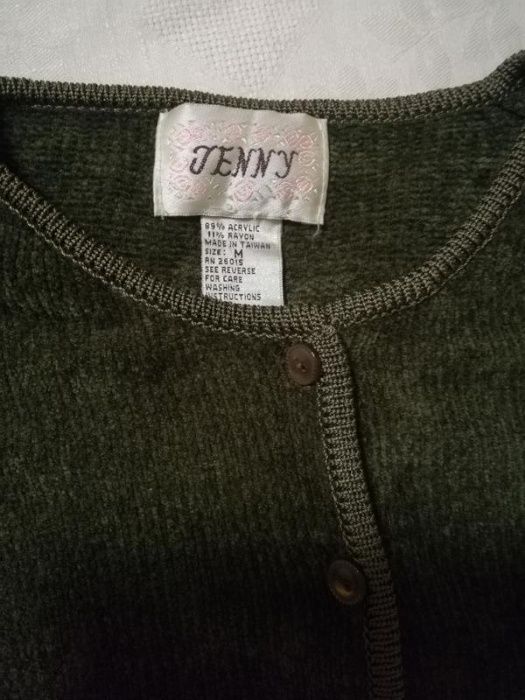 JENNY
89% ACRYLIC
11% RAYON
MADE IN TAIWAN
SIZE: M
RN 26015
SEE REVERSE
FOR CARE
WASHING
INSTRUCTIONS